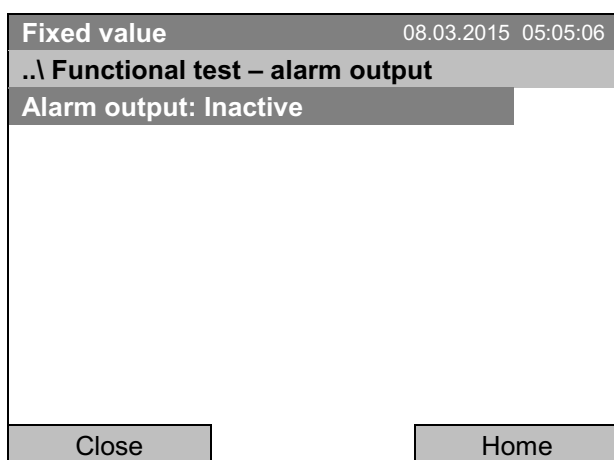 Fixed value 08.03.2015 05:05:06
..\ Functional test – alarm output
Alarm output: Inactive
Close Home